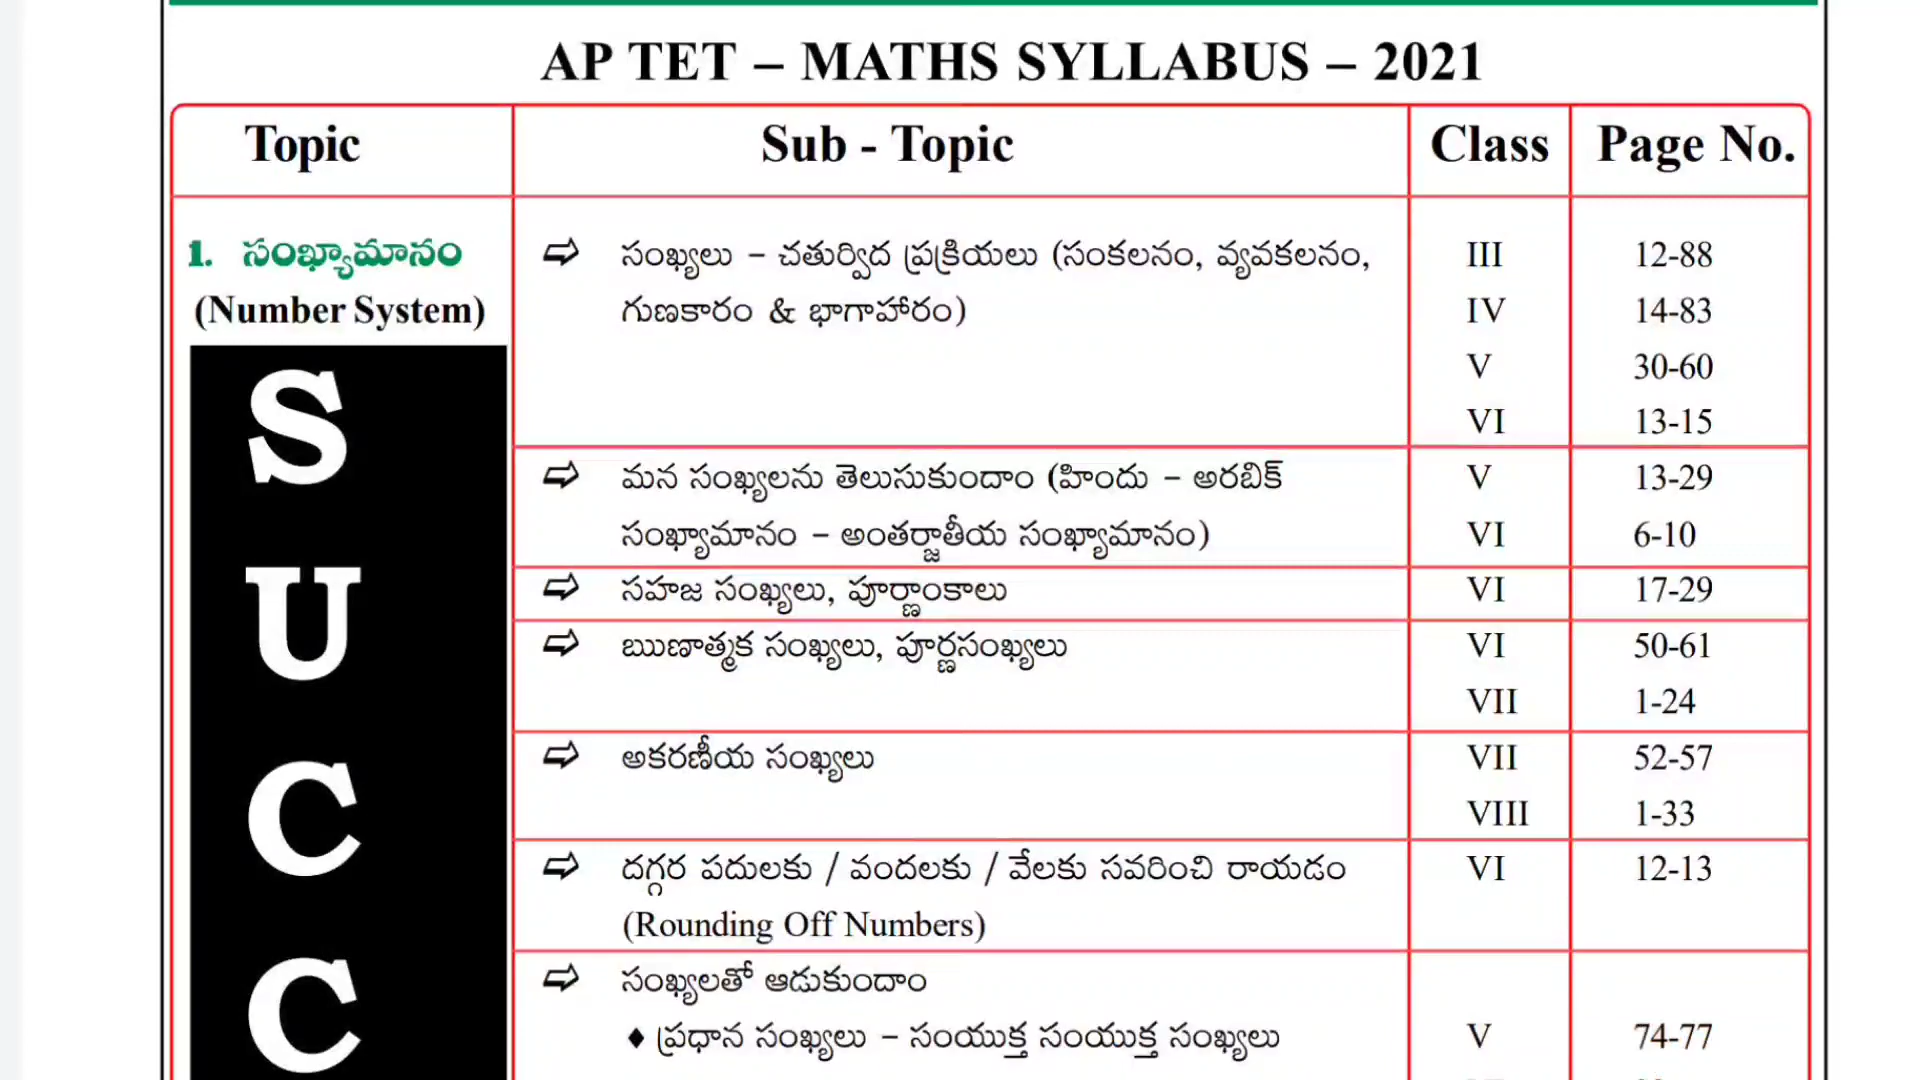 AP TET – MATHS SYLLABUS – 2021
Topic Sub - Topic Class Page No.
1. సంఖ్యామానం ⇨ సంఖ్యలు – చతుర్విద ప్రక్రియలు (సంకలనం, వ్యవకలనం, III 12-88
(Number System) గుణకారం & భాగాహారం) IV 14-83
V 30-60
VI 13-15
⇨ మన సంఖ్యలను తెలుసుకుందాం (హిందు – అరబిక్ V 13-29
సంఖ్యామానం – అంతర్జాతీయ సంఖ్యామానం) VI 6-10
⇨ సహజ సంఖ్యలు, పూర్ణాంకాలు VI 17-29
⇨ ఋణాత్మక సంఖ్యలు, పూర్ణసంఖ్యలు VI 50-61
VII 1-24
⇨ అకరణీయ సంఖ్యలు VII 52-57
VIII 1-33
⇨ దగ్గర పదులకు / వందలకు / వేలకు సవరించి రాయడం VI 12-13
(Rounding Off Numbers)
⇨ సంఖ్యలతో ఆడుకుందాం
♦ ప్రధాన సంఖ్యలు – సంయుక్త సంయుక్త సంఖ్యలు V 74-77
S
U
C
C